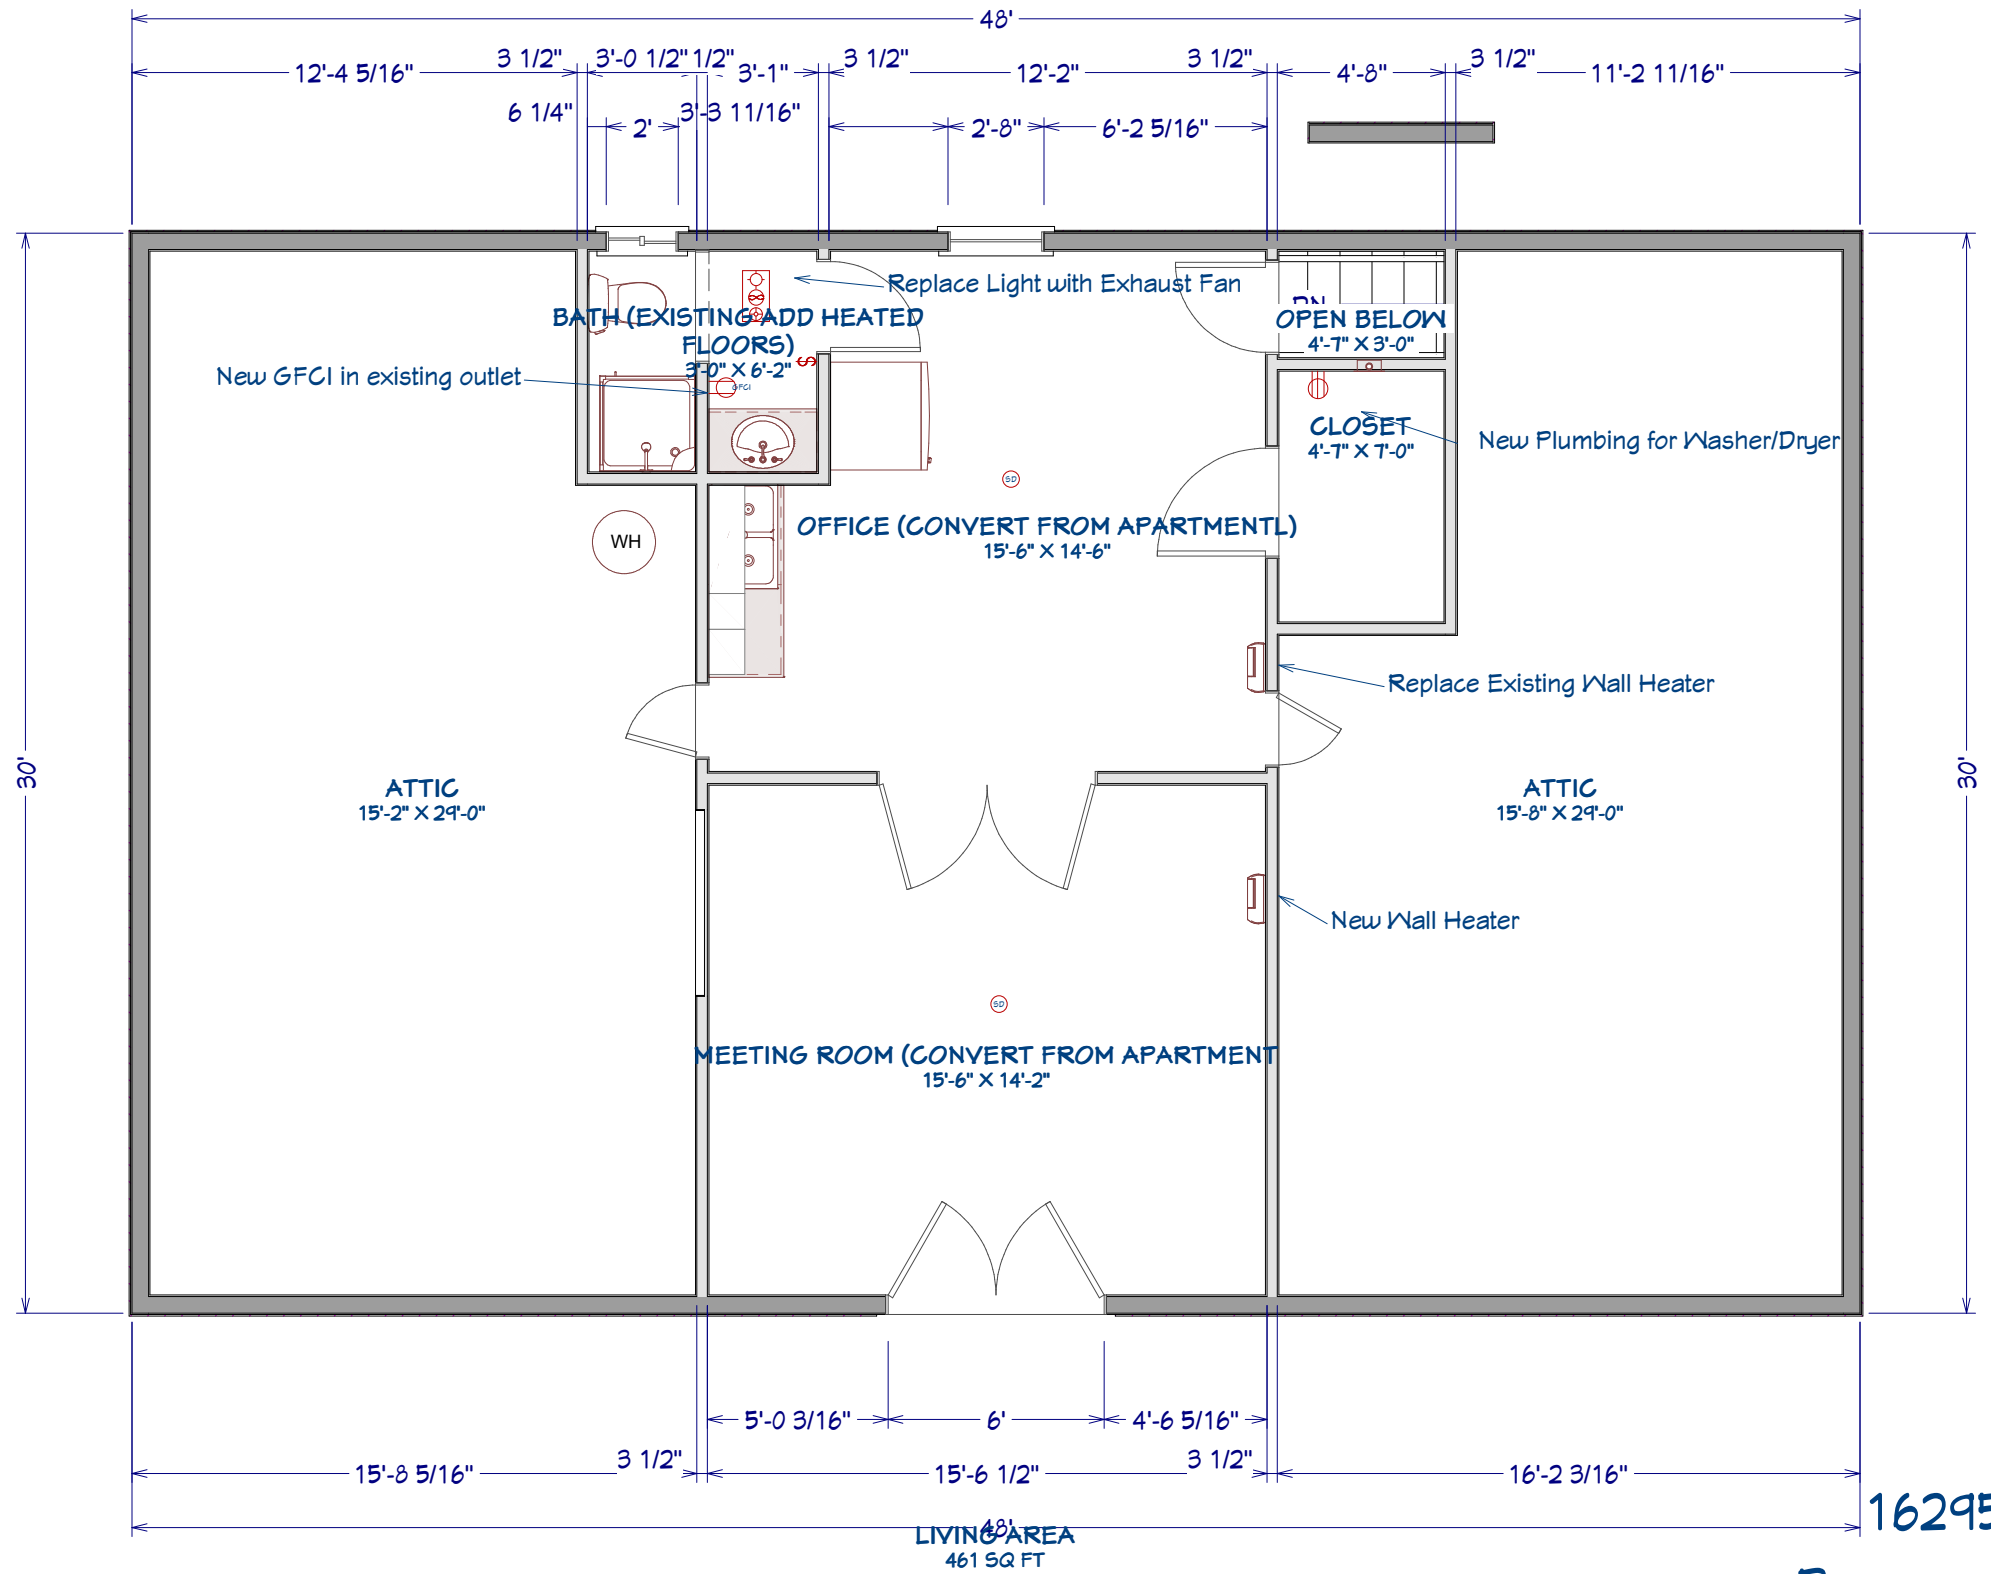 48'
12'-4 5/16"
3 1/2"
3'-0 1/2"
1/2"
3'-1"
3 1/2"
12'-2"
3 1/2"
4'-8"
3 1/2"
11'-2 11/16"
6 1/4"
2'
3'-3 11/16"
2'-8"
6'-2 5/16"
Replace Light with Exhaust Fan
DN
BATH (EXISTING ADD HEATED
FLOORS)
3'-0" X 6'-2"
OPEN BELOW
4'-7" X 3'-0"
S
New GFCI in existing outlet
GFCI
CLOSET
4'-7" X 7'-0"
New Plumbing for Washer/Dryer
SD
OFFICE (CONVERT FROM APARTMENTL)
15'-6" X 14'-6"
WH
Replace Existing Wall Heater
30'
30'
ATTIC
15'-2" X 29'-0"
ATTIC
15'-8" X 29'-0"
New Wall Heater
SD
MEETING ROOM (CONVERT FROM APARTMENT
15'-6" X 14'-2"
5'-0 3/16"
6'
4'-6 5/16"
15'-8 5/16"
3 1/2"
15'-6 1/2"
3 1/2"
16'-2 3/16"
16295
48'
LIVING AREA
461 SQ FT